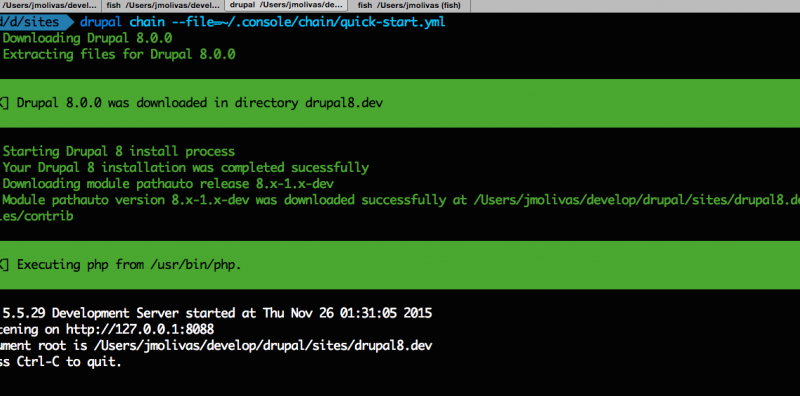 /Users/jmolivas/devel... fish /Users/jmolivas/devel... drupal /Users/jmolivas/de... fish /Users/jmolivas (fish)
d/d/sites drupal chain --file=~/.console/chain/quick-start.yml
Downloading Drupal 8.0.0
Extracting files for Drupal 8.0.0
K] Drupal 8.0.0 was downloaded in directory drupal8.dev
Starting Drupal 8 install process
Your Drupal 8 installation was completed sucessfully
Downloading module pathauto release 8.x-1.x-dev
Module pathauto version 8.x-1.x-dev was downloaded successfully at /Users/jmolivas/develop/drupal/sites/drupal8.de
les/contrib
K] Executing php from /usr/bin/php.
5.5.29 Development Server started at Thu Nov 26 01:31:05 2015
tening on http://127.0.0.1:8088
ument root is /Users/jmolivas/develop/drupal/sites/drupal8.dev
ss Ctrl-C to quit.